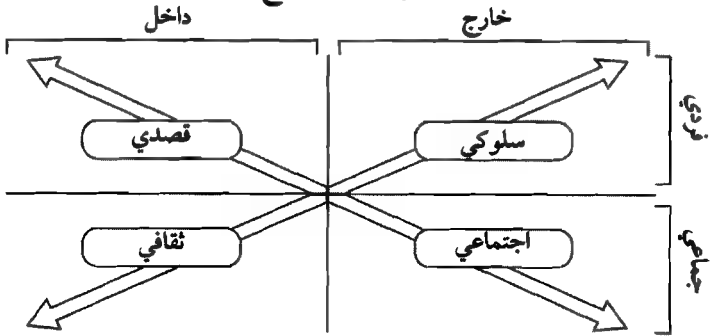 خارج
داخل
فردي
سلوكي
قصدي
جماعي
اجتماعي
ثقافي